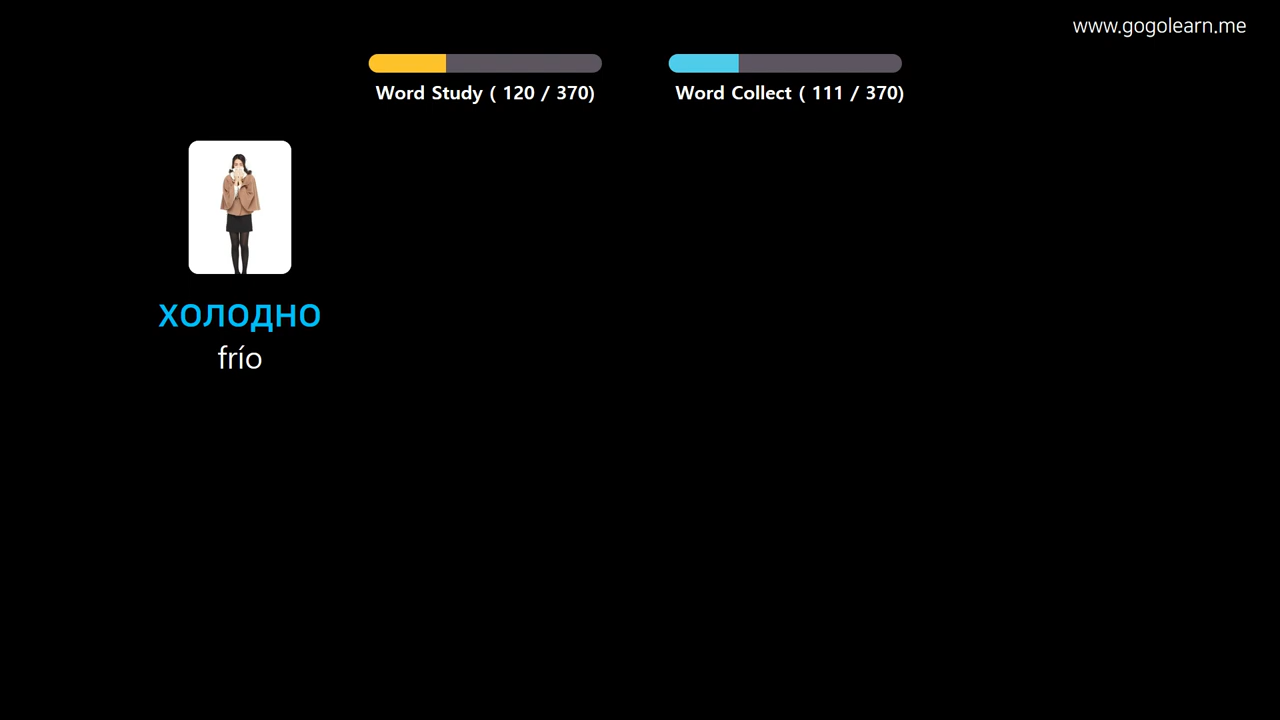 www.gogolearn.me
Word Study ( 120 / 370)
Word Collect ( 111 / 370)
холодно
frío